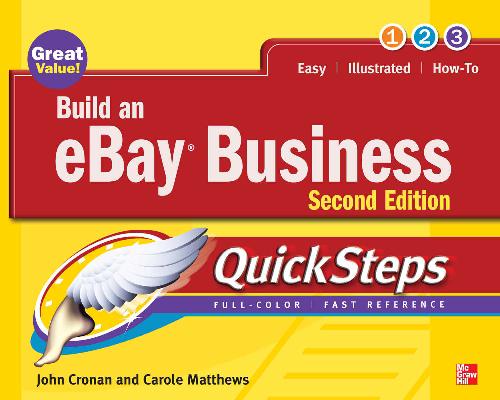 Great
Value!
1 2 3
Easy | Illustrated | How-To
Build an
eBay® Business
Second Edition
QuickSteps
FULL-COLOR | FAST REFERENCE
John Cronan and Carole Matthews
Mc
Graw
Hill